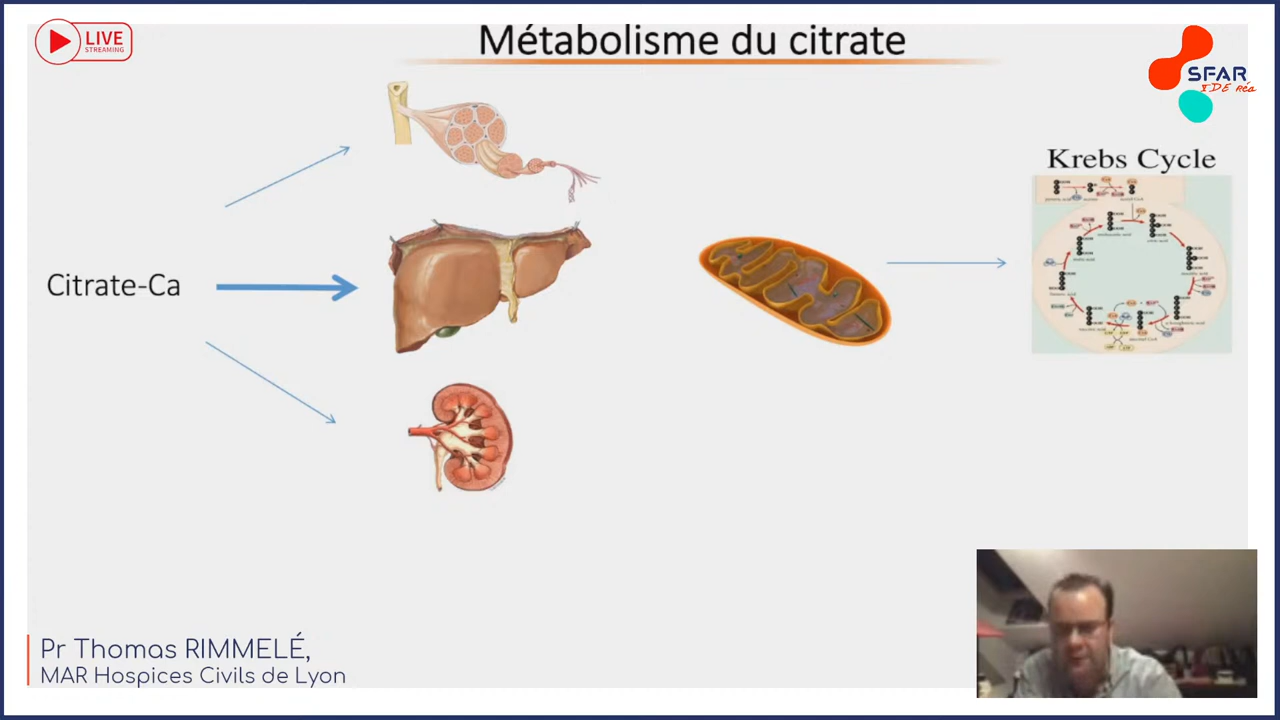 LIVE
STREAMING
Métabolisme du citrate
SFAR
IDE Réa
Krebs Cycle
Citrate-Ca
Pr Thomas RIMMELÉ,
MAR Hospices Civils de Lyon